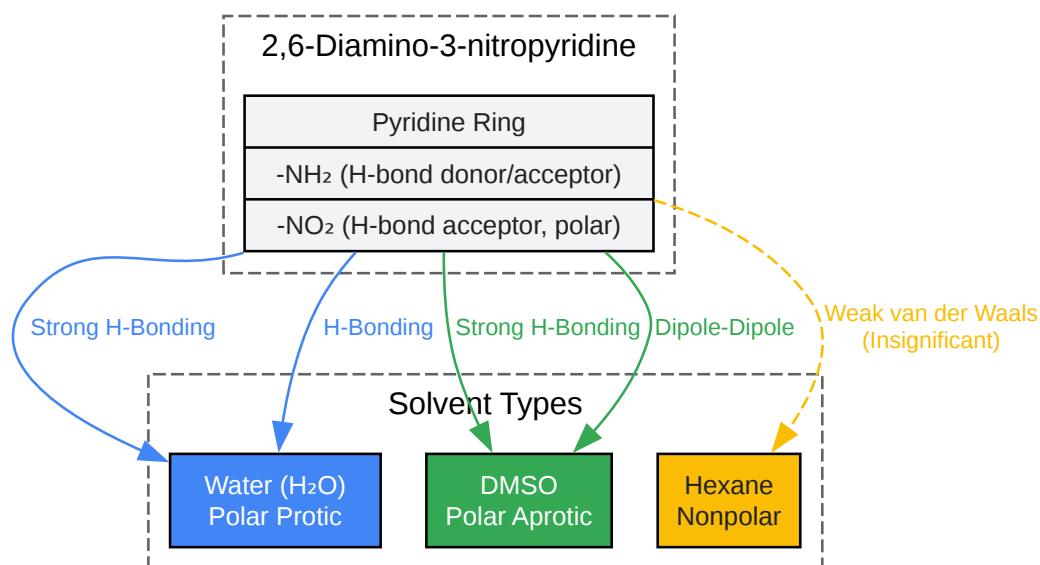 2,6-Diamino-3-nitropyridine
Pyridine Ring
-NH₂ (H-bond donor/acceptor)
-NO₂ (H-bond acceptor, polar)
Strong H-Bonding
H-Bonding
Strong H-Bonding
Dipole-Dipole
Weak van der Waals
(Insignificant)
Solvent Types
Water (H₂O)
Polar Protic
DMSO
Polar Aprotic
Hexane
Nonpolar